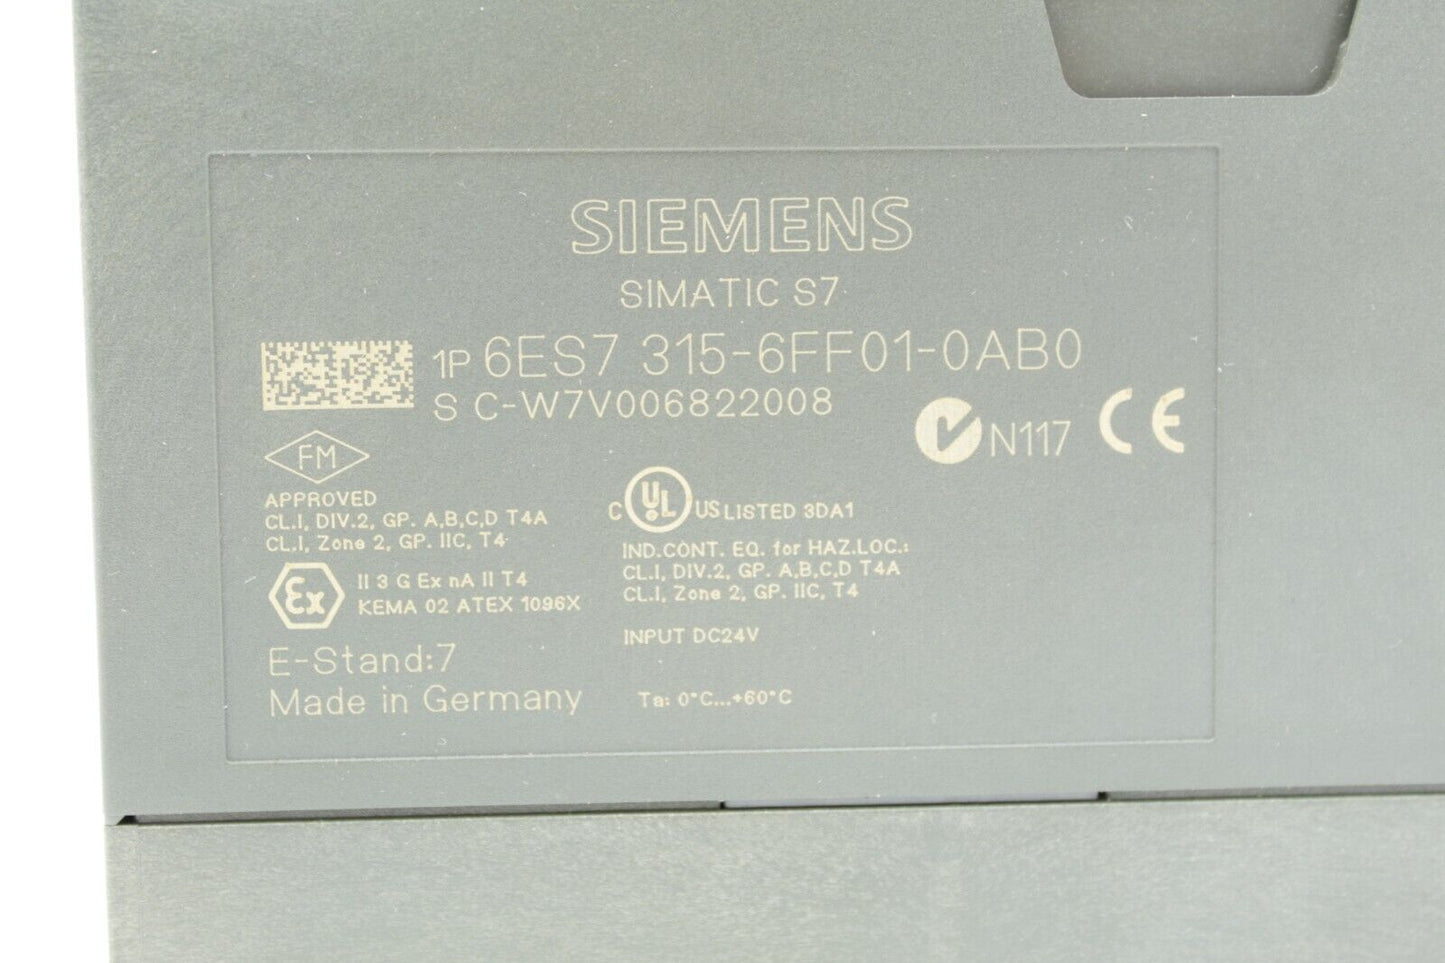 SIEMENS
SIMATIC S7
1P 6ES7 315-6FF01-0AB0
S C-W7V006822008
N117 CE
FM
APPROVED
CL.I, DIV.2, GP. A,B,C,D T4A
CL.I, Zone 2, GP. IIC, T4
Ex II 3 G Ex nA II T4
KEMA 02 ATEX 1096X
E-Stand:7
Made in Germany
C UL US LISTED 3DA1
IND.CONT. EQ. for HAZ.LOC.:
CL.I, DIV.2, GP. A,B,C,D T4A
CL.I, Zone 2, GP. IIC, T4
INPUT DC24V
Ta: 0°C...+60°C